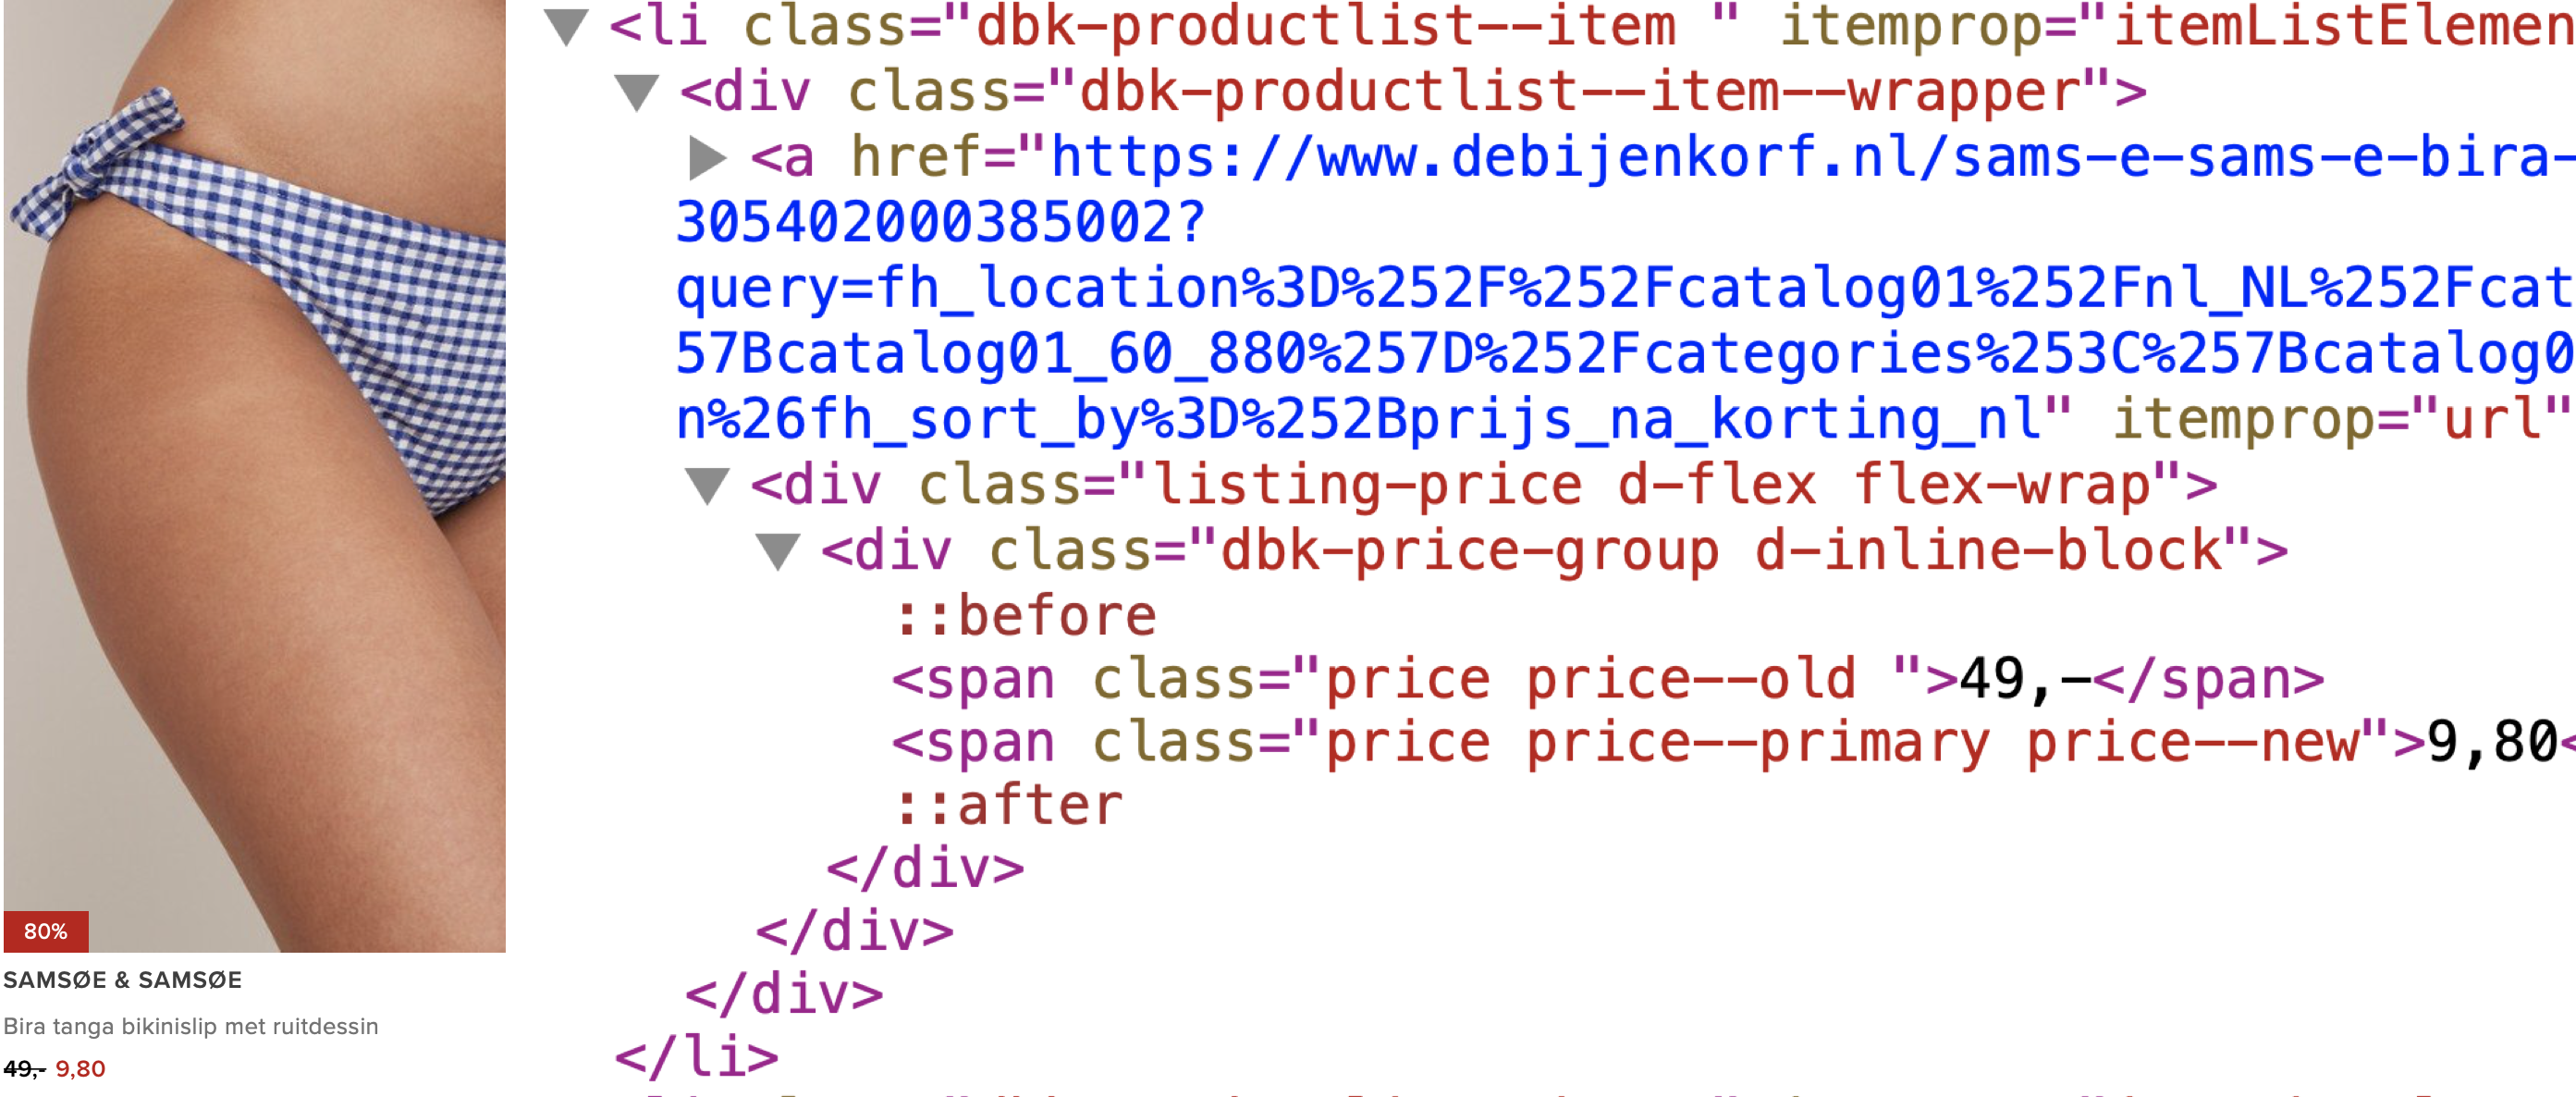 80%
SAMSØE & SAMSØE
Bira tanga bikinislip met ruitdessin
49,- 9,80
<li class="dbk-productlist--item " itemprop="itemListElemen
<div class="dbk-productlist--item--wrapper">
<a href="https://www.debijenkorf.nl/sams-e-sams-e-bira-
305402000385002?
query=fh_location%3D%252F%252Fcatalog01%252Fnl_NL%252Fcat
57Bcatalog01_60_880%257D%252Fcategories%253C%257Bcatalog0
n%26fh_sort_by%3D%252Bprijs_na_korting_nl" itemprop="url"
<div class="listing-price d-flex flex-wrap">
<div class="dbk-price-group d-inline-block">
::before
<span class="price price--old ">49,-</span>
<span class="price price--primary price--new">9,80<
::after
</div>
</div>
</div>
</li>